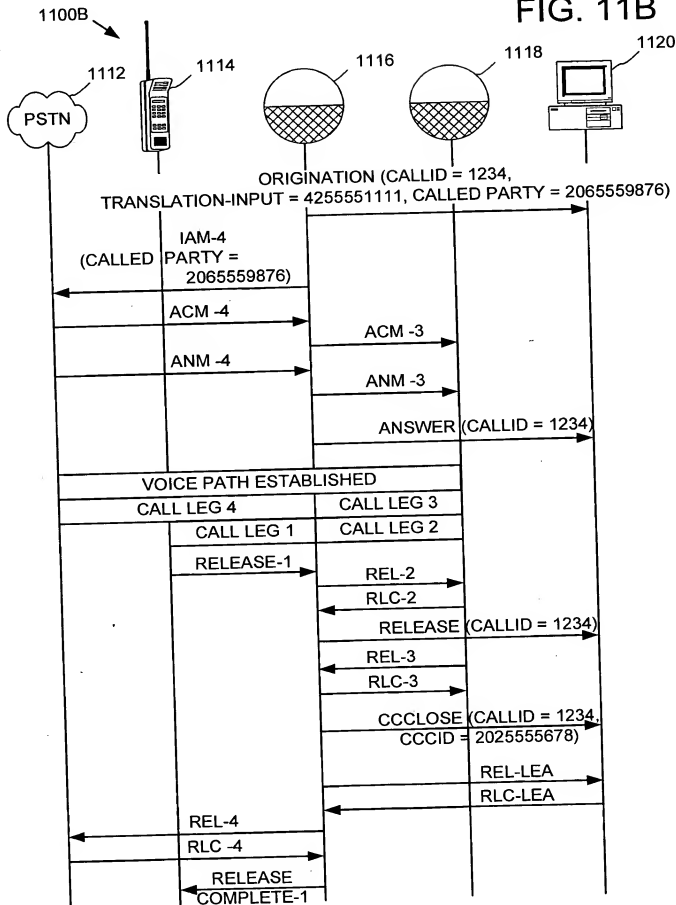 FIG. 11B
1100B
1112
1114
1116
1118
1120
PSTN
ORIGINATION (CALLID = 1234,
TRANSLATION-INPUT = 4255551111, CALLED PARTY = 2065559876)
IAM-4
(CALLED PARTY =
2065559876)
ACM -4
ACM -3
ANM -4
ANM -3
ANSWER (CALLID = 1234)
VOICE PATH ESTABLISHED
CALL LEG 4
CALL LEG 3
CALL LEG 1
CALL LEG 2
RELEASE-1
REL-2
RLC-2
RELEASE (CALLID = 1234)
REL-3
RLC-3
CCCLOSE (CALLID = 1234,
CCCID = 2025555678)
REL-LEA
RLC-LEA
REL-4
RLC -4
RELEASE
COMPLETE-1